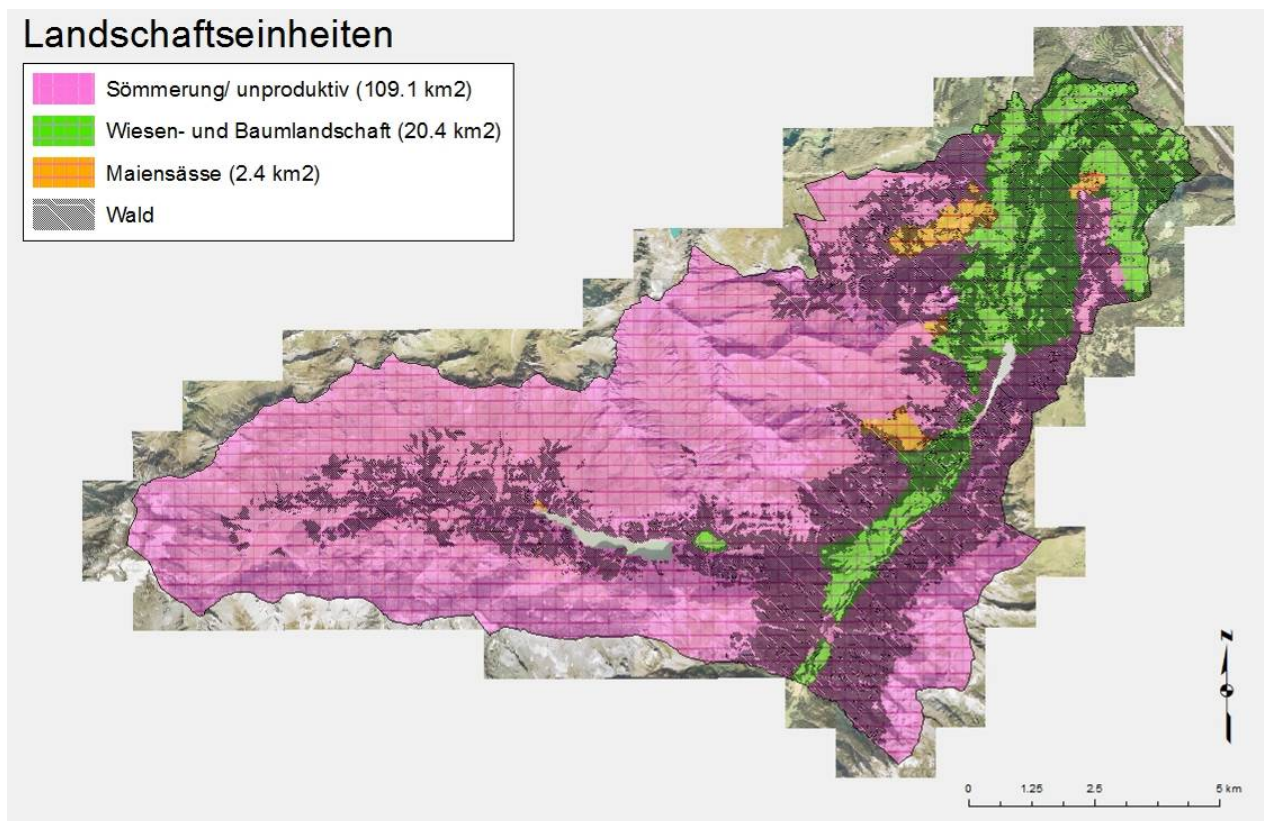 Landschaftseinheiten
Sömmerung/ unproduktiv (109.1 km2)
Wiesen- und Baumlandschaft (20.4 km2)
Maiensässe (2.4 km2)
Wald
N
0 1.25 2.5 5 km